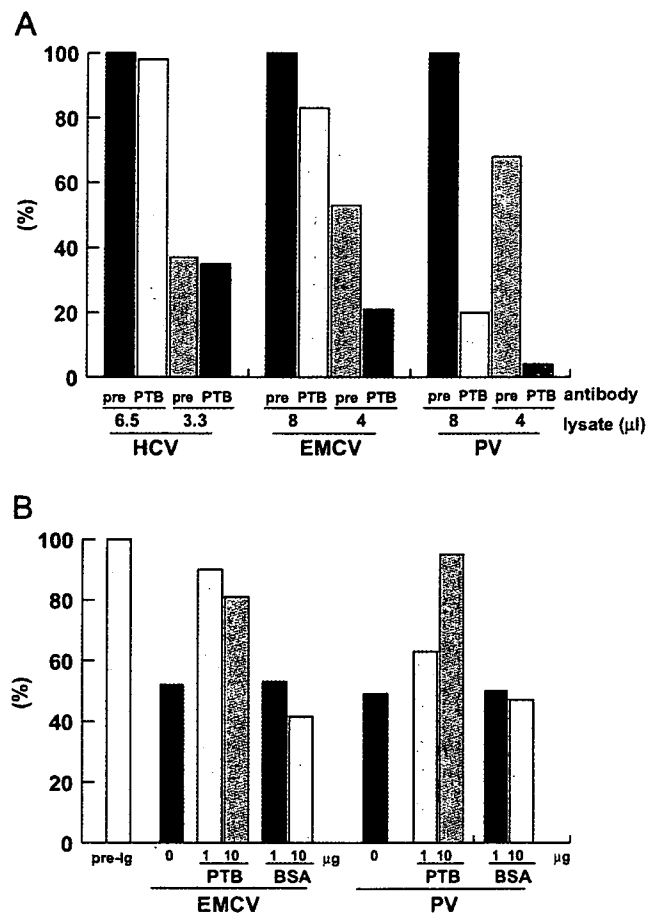 A
100
80
60
40
20
0
(%)
pre PTB pre PTB pre PTB pre PTB pre PTB pre PTB antibody
6.5 3.3 8 4 8 4 lysate (µl)
HCV EMCV PV
B
100
80
60
40
20
0
(%)
pre-Ig 0 1 10 1 10 µg 0 1 10 1 10 µg
PTB BSA PTB BSA
EMCV PV